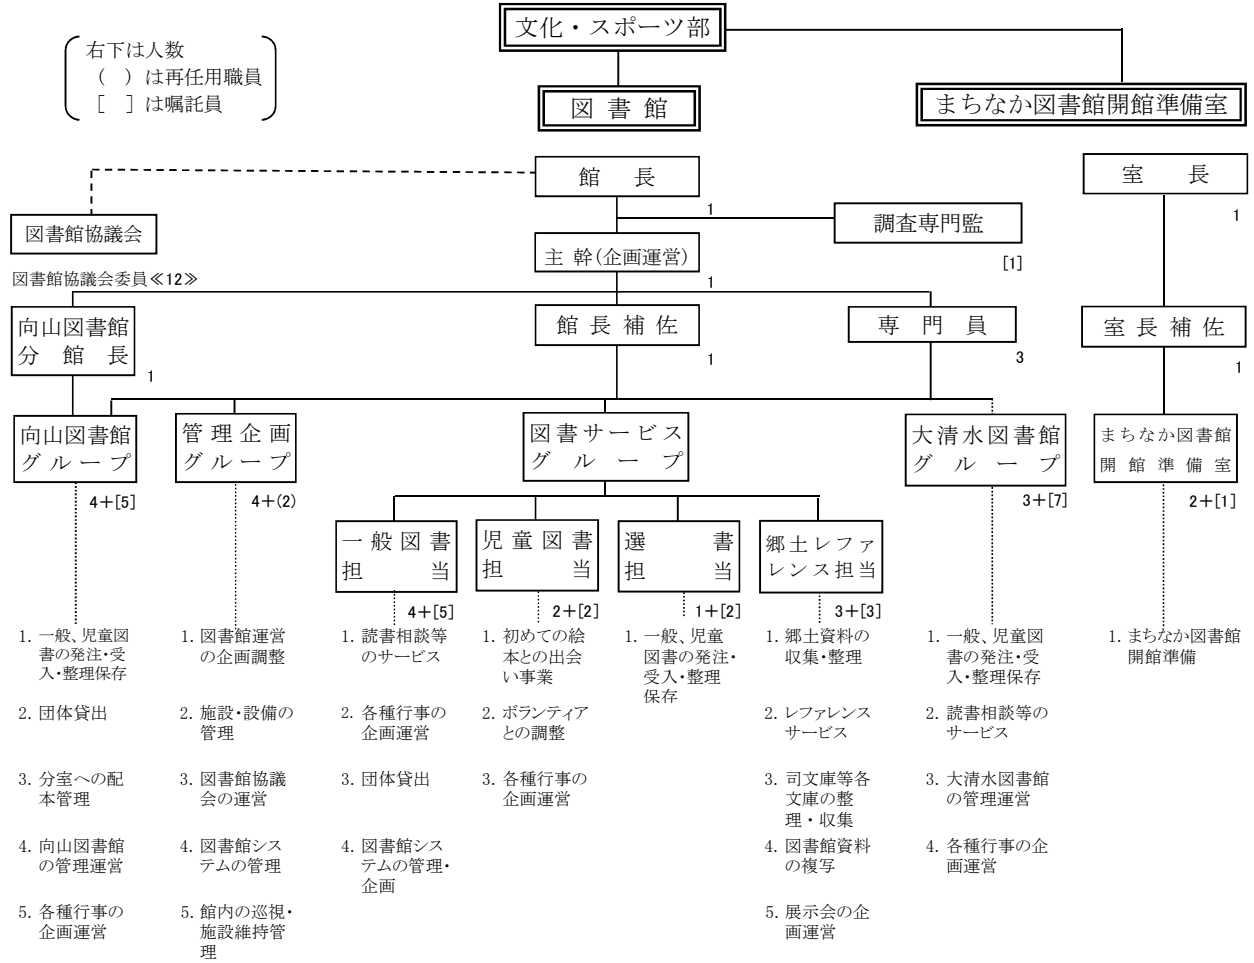 文化・スポーツ部
右下は人数
（　）は再任用職員
［　］は嘱託員
図 書 館
まちなか図書館開館準備室
館　長
1
室　長
1
図書館協議会
調査専門監
[1]
主 幹(企画運営)
1
図書館協議会委員≪12≫
向山図書館
分 館 長
1
館 長 補 佐
1
専 門 員
3
室 長 補 佐
1
向山図書館
グループ
4＋[5]
管 理 企 画
グループ
4＋(2)
図書サービス
グ ル ー プ
大清水図書館
グ ル ー プ
3＋[7]
まちなか図書館
開 館 準 備 室
2＋[1]
一 般 図 書
担 当
4＋[5]
児 童 図 書
担 当
2＋[2]
選 書
担 当
1＋[2]
郷土レファ
レンス担当
3＋[3]
1. 一般、児童図
書の発注・受
入・整理保存
2. 団体貸出
3. 分室への配
本管理
4. 向山図書館
の管理運営
5. 各種行事の
企画運営
1. 図書館運営
の企画調整
2. 施設・設備の
管理
3. 図書館協議
会の運営
4. 図書館シス
テムの管理
5. 館内の巡視・
施設維持管
理
1. 読書相談等
のサービス
2. 各種行事の
企画運営
3. 団体貸出
4. 図書館シス
テムの管理・
企画
1. 初めての絵
本との出会
い事業
2. ボランティア
との調整
3. 各種行事の
企画運営
1. 一般、児童
図書の発注・
受入・整理
保存
1. 郷土資料の
収集・整理
2. レファレンス
サービス
3. 司文庫等各
文庫の整
理・収集
4. 図書館資料
の複写
5. 展示会の企
画運営
1. 一般、児童図
書の発注・受
入・整理保存
2. 読書相談等の
サービス
3. 大清水図書館
の管理運営
4. 各種行事の企
画運営
1. まちなか図書館
開館準備